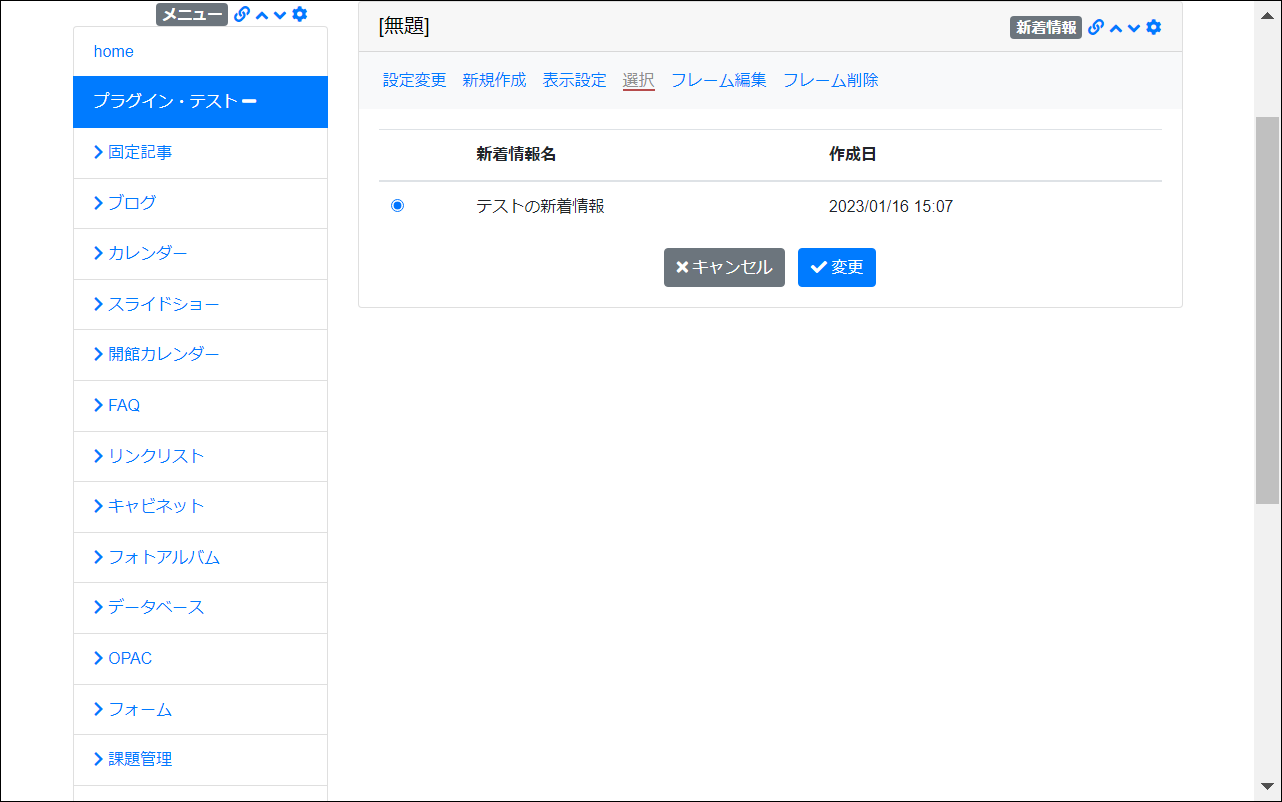 メニュー
home
プラグイン・テスト
固定記事
ブログ
カレンダー
スライドショー
開館カレンダー
FAQ
リンクリスト
キャビネット
フォトアルバム
データベース
OPAC
フォーム
課題管理
[無題] 新着情報
設定変更 新規作成 表示設定 選択 フレーム編集 フレーム削除
新着情報名 作成日
テストの新着情報 2023/01/16 15:07
キャンセル 変更